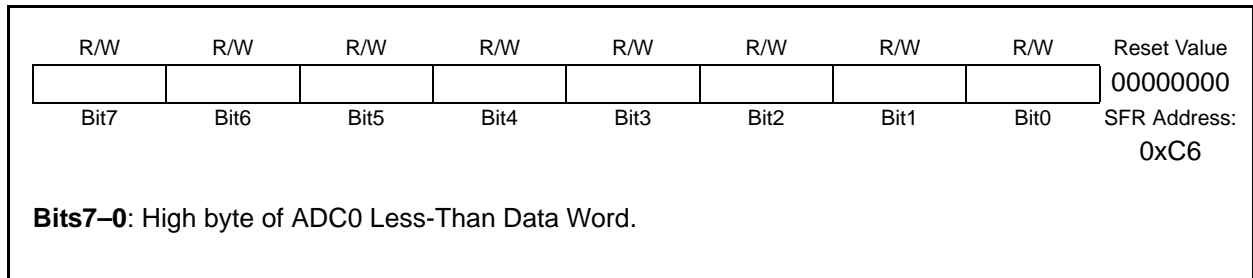 R/W R/W R/W R/W R/W R/W R/W R/W Reset Value
00000000
Bit7 Bit6 Bit5 Bit4 Bit3 Bit2 Bit1 Bit0 SFR Address:
0xC6
Bits7–0: High byte of ADC0 Less-Than Data Word.